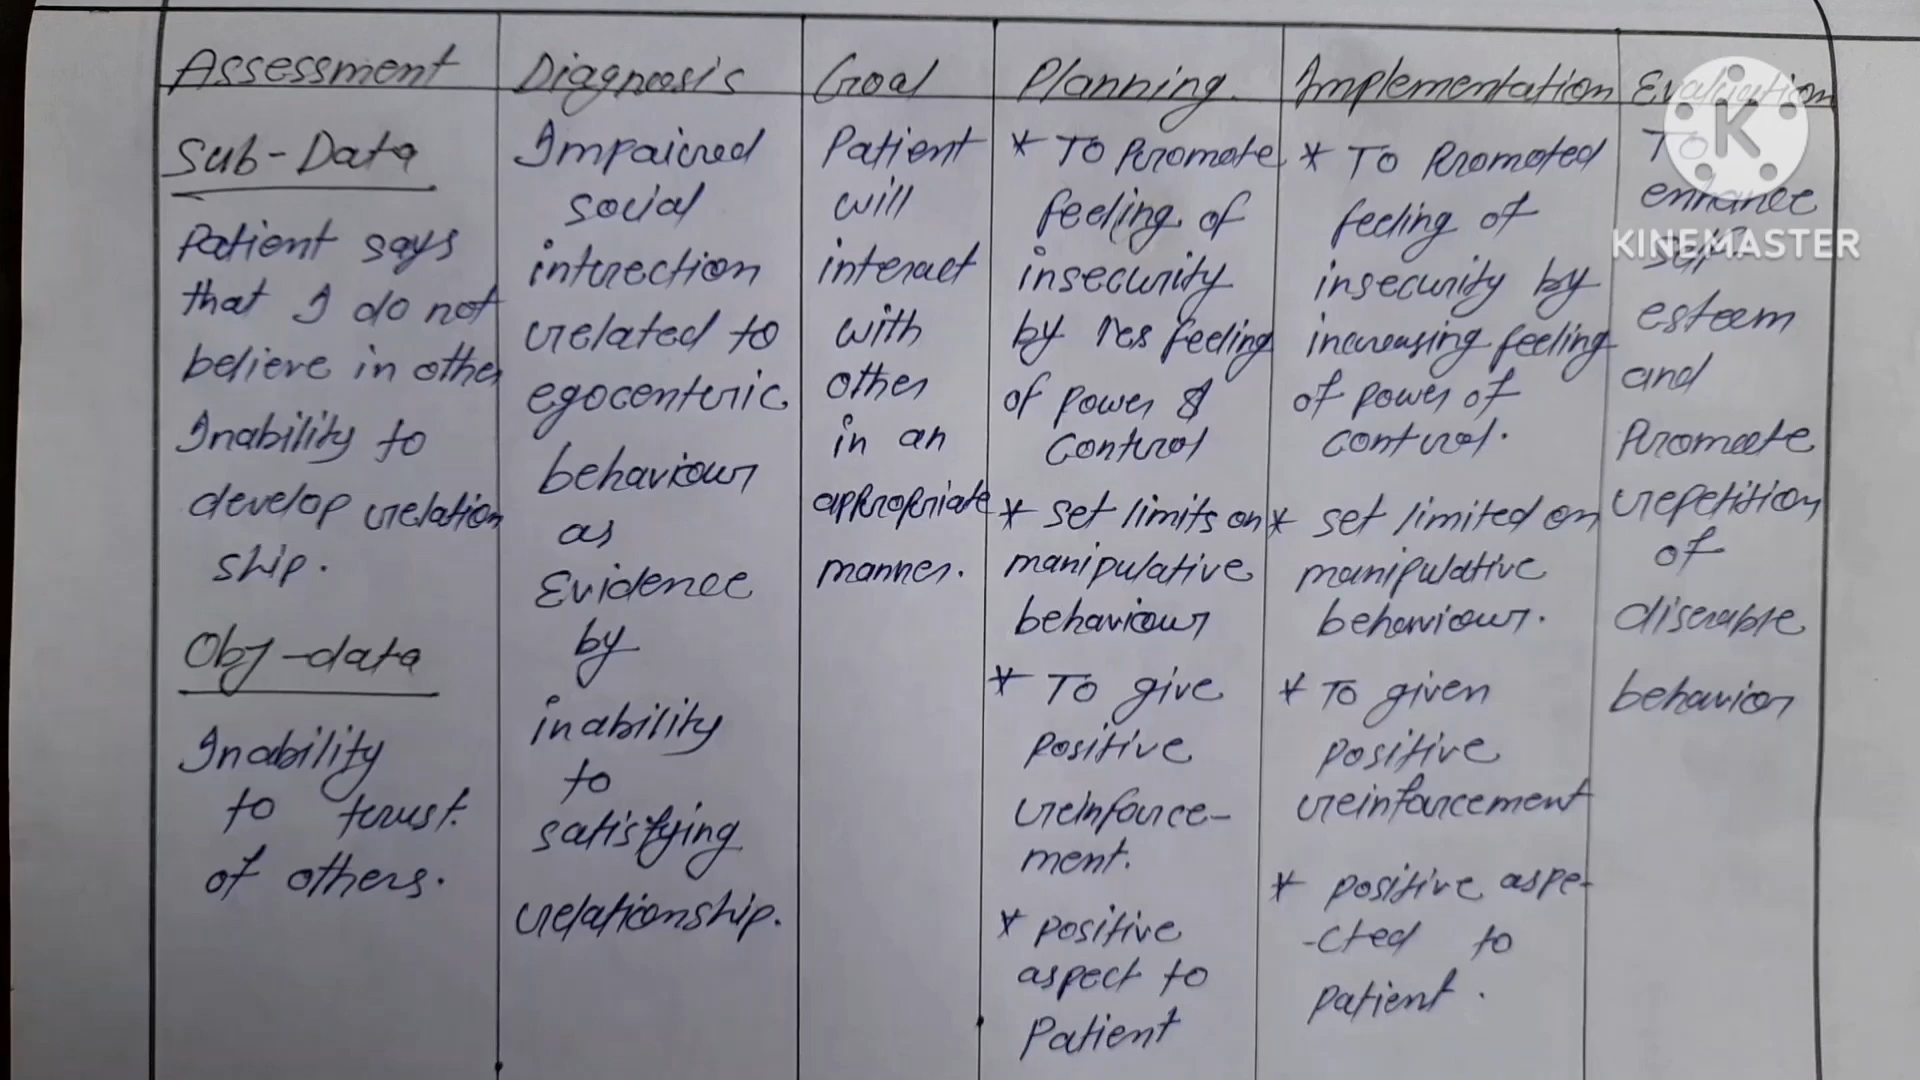 Assessment
Sub-Data
Patient says
that I do not
believe in other
Inability to
develop relation
ship.
Obj-data
Inability
to trust.
of others.
Diagnosis
Impaired
social
interection
related to
egocentric
behaviour
as
Evidence
by
inability
to
satisfying
relationship.
Goal
Patient
will
interact
with
other
in an
appropriate
manner.
Planning
* To Promote
feeling of
insecurity
by res feeling
of power &
Control
* set limits on
manipulative
behaviour
* To give
positive
reinforce-
ment.
* positive
aspect to
Patient
Implementation
* To Promoted
feeling of
insecurity by
increasing feeling
of power of
control.
* set limited on
manipulative
behaviour.
* To given
positive
reinforcement
* positive aspe-
-cted to
patient.
Evaluation
To
enhance
self
esteem
and
Promote
repetition
of
diserable
behavior
K
KINEMASTER